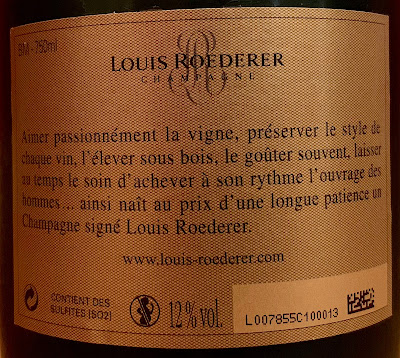 BM - 750ml
LOUIS ROEDERER
CHAMPAGNE
Aimer passionnément la vigne, préserver le style de
chaque vin, l'élever sous bois, le goûter souvent, laisser
au temps le soin d'achever à son rythme l'ouvrage des
hommes... ainsi naît au prix d'une longue patience un
Champagne signé Louis Roederer.
www.louis-roederer.com
CONTIENT DES
SULFITES (SO2)
12% vol.
L007855C100013